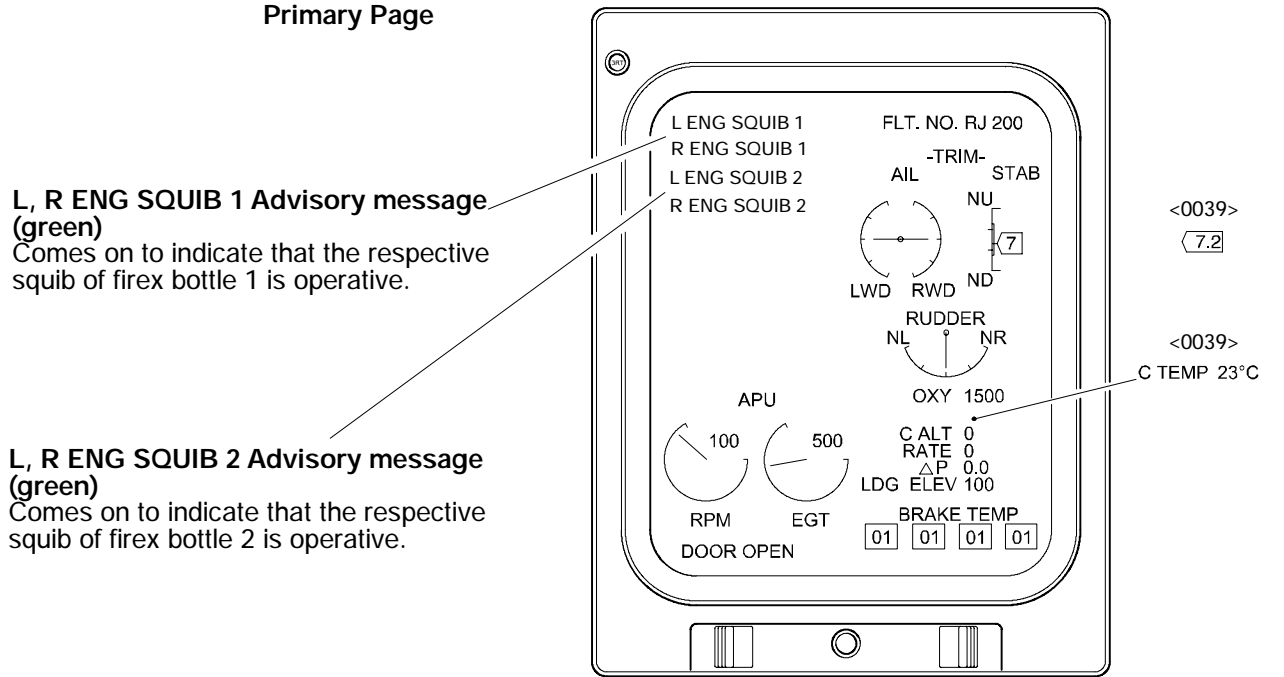 Primary Page
L, R ENG SQUIB 1 Advisory message
(green)
Comes on to indicate that the respective
squib of firex bottle 1 is operative.
L, R ENG SQUIB 2 Advisory message
(green)
Comes on to indicate that the respective
squib of firex bottle 2 is operative.
BRT
L ENG SQUIB 1
R ENG SQUIB 1
L ENG SQUIB 2
R ENG SQUIB 2
FLT. NO. RJ 200
-TRIM-
AIL
STAB
NU
7
ND
LWD RWD
RUDDER
NL NR
OXY 1500
C ALT 0
RATE 0
△P 0.0
LDG ELEV 100
BRAKE TEMP
01 01 01 01
APU
100 500
RPM EGT
DOOR OPEN
<0039>
7.2
<0039>
C TEMP 23°C